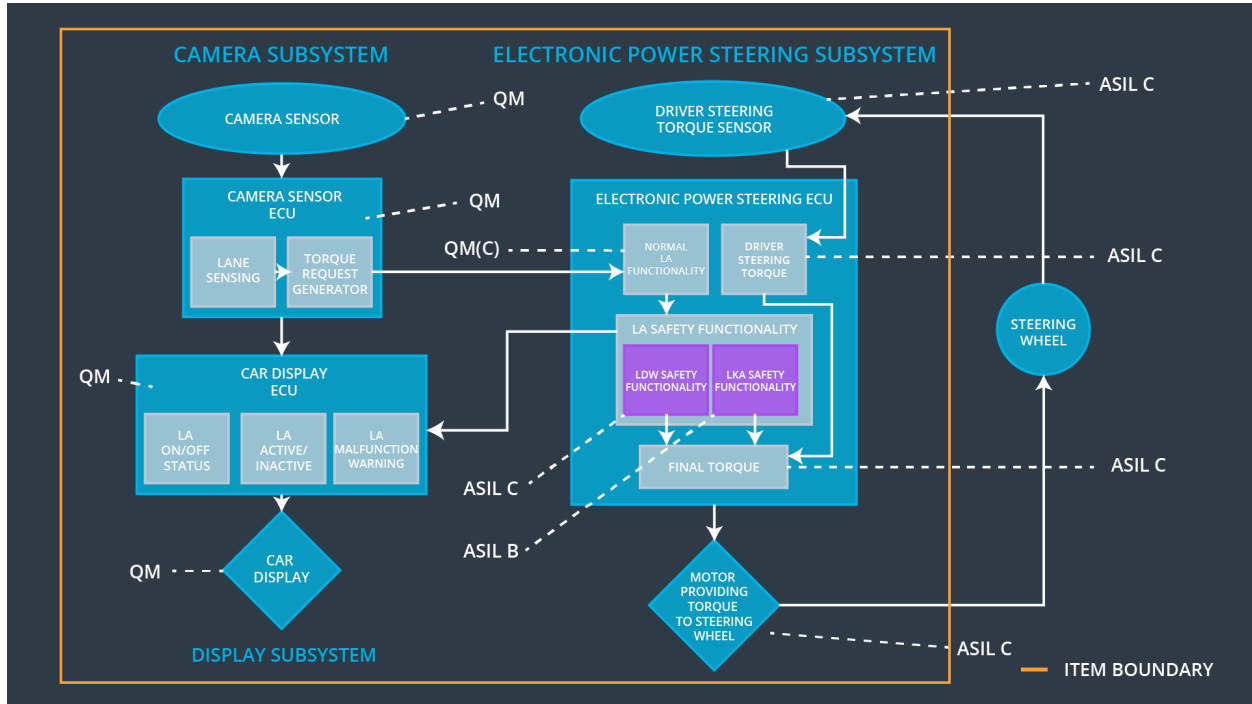 CAMERA SUBSYSTEM
ELECTRONIC POWER STEERING SUBSYSTEM
CAMERA SENSOR
QM
DRIVER STEERING
TORQUE SENSOR
ASIL C
CAMERA SENSOR
ECU
QM
LANE
SENSING
TORQUE
REQUEST
GENERATOR
QM(C)
ELECTRONIC POWER STEERING ECU
NORMAL
LA
FUNCTIONALITY
DRIVER
STEERING
TORQUE
ASIL C
LA SAFETY FUNCTIONALITY
LDW SAFETY
FUNCTIONALITY
LKA SAFETY
FUNCTIONALITY
STEERING
WHEEL
QM
CAR DISPLAY
ECU
LA
ON/OFF
STATUS
LA
ACTIVE/
INACTIVE
LA
MALFUNCTION
WARNING
FINAL TORQUE
ASIL C
ASIL C
ASIL B
QM
CAR
DISPLAY
MOTOR
PROVIDING
TORQUE
TO STEERING
WHEEL
ASIL C
DISPLAY SUBSYSTEM
ITEM BOUNDARY